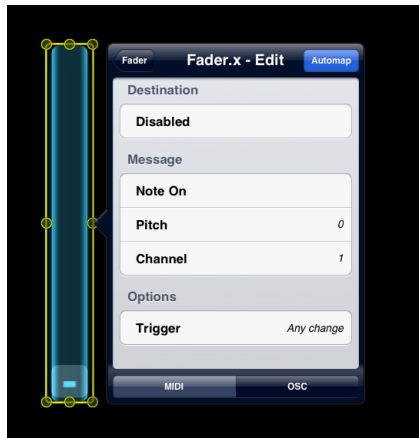 Fader Fader.x - Edit Automap
Destination
Disabled
Message
Note On
Pitch 0
Channel 1
Options
Trigger Any change
MIDI OSC